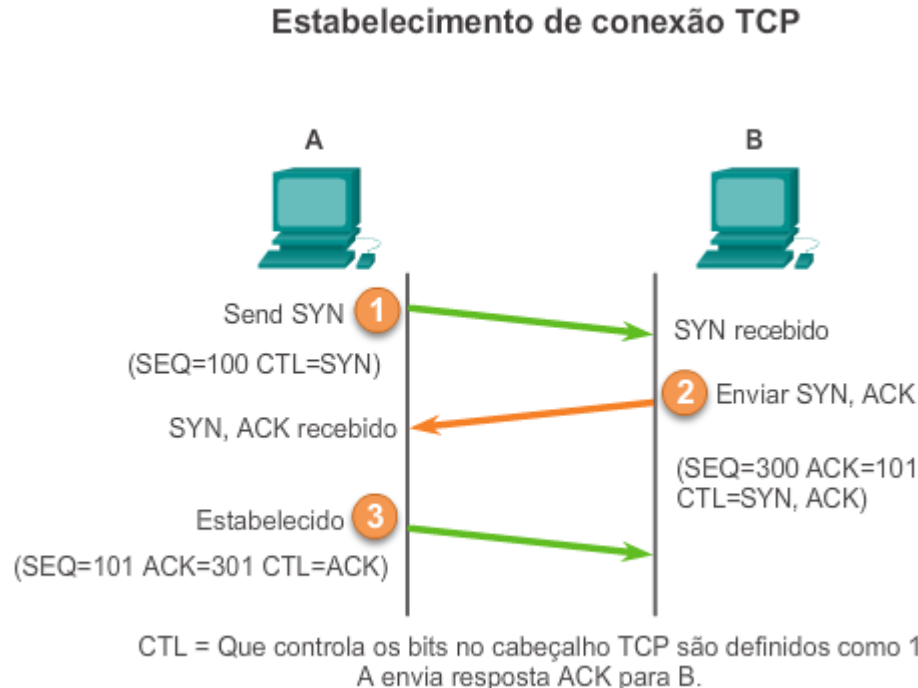 Estabelecimento de conexão TCP
A
B
Send SYN 1
(SEQ=100 CTL=SYN)
SYN recebido
2 Enviar SYN, ACK
SYN, ACK recebido
(SEQ=300 ACK=101
CTL=SYN, ACK)
Estabelecido 3
(SEQ=101 ACK=301 CTL=ACK)
CTL = Que controla os bits no cabeçalho TCP são definidos como 1
A envia resposta ACK para B.